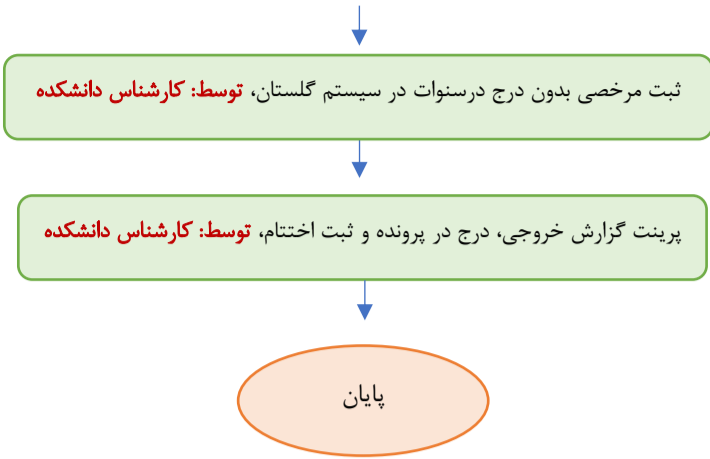 ثبت مرخصی بدون درج درسنوات در سیستم گلستان، توسط: کارشناس دانشکده
پرینت گزارش خروجی، درج در پرونده و ثبت اختتام، توسط: کارشناس دانشکده
پایان